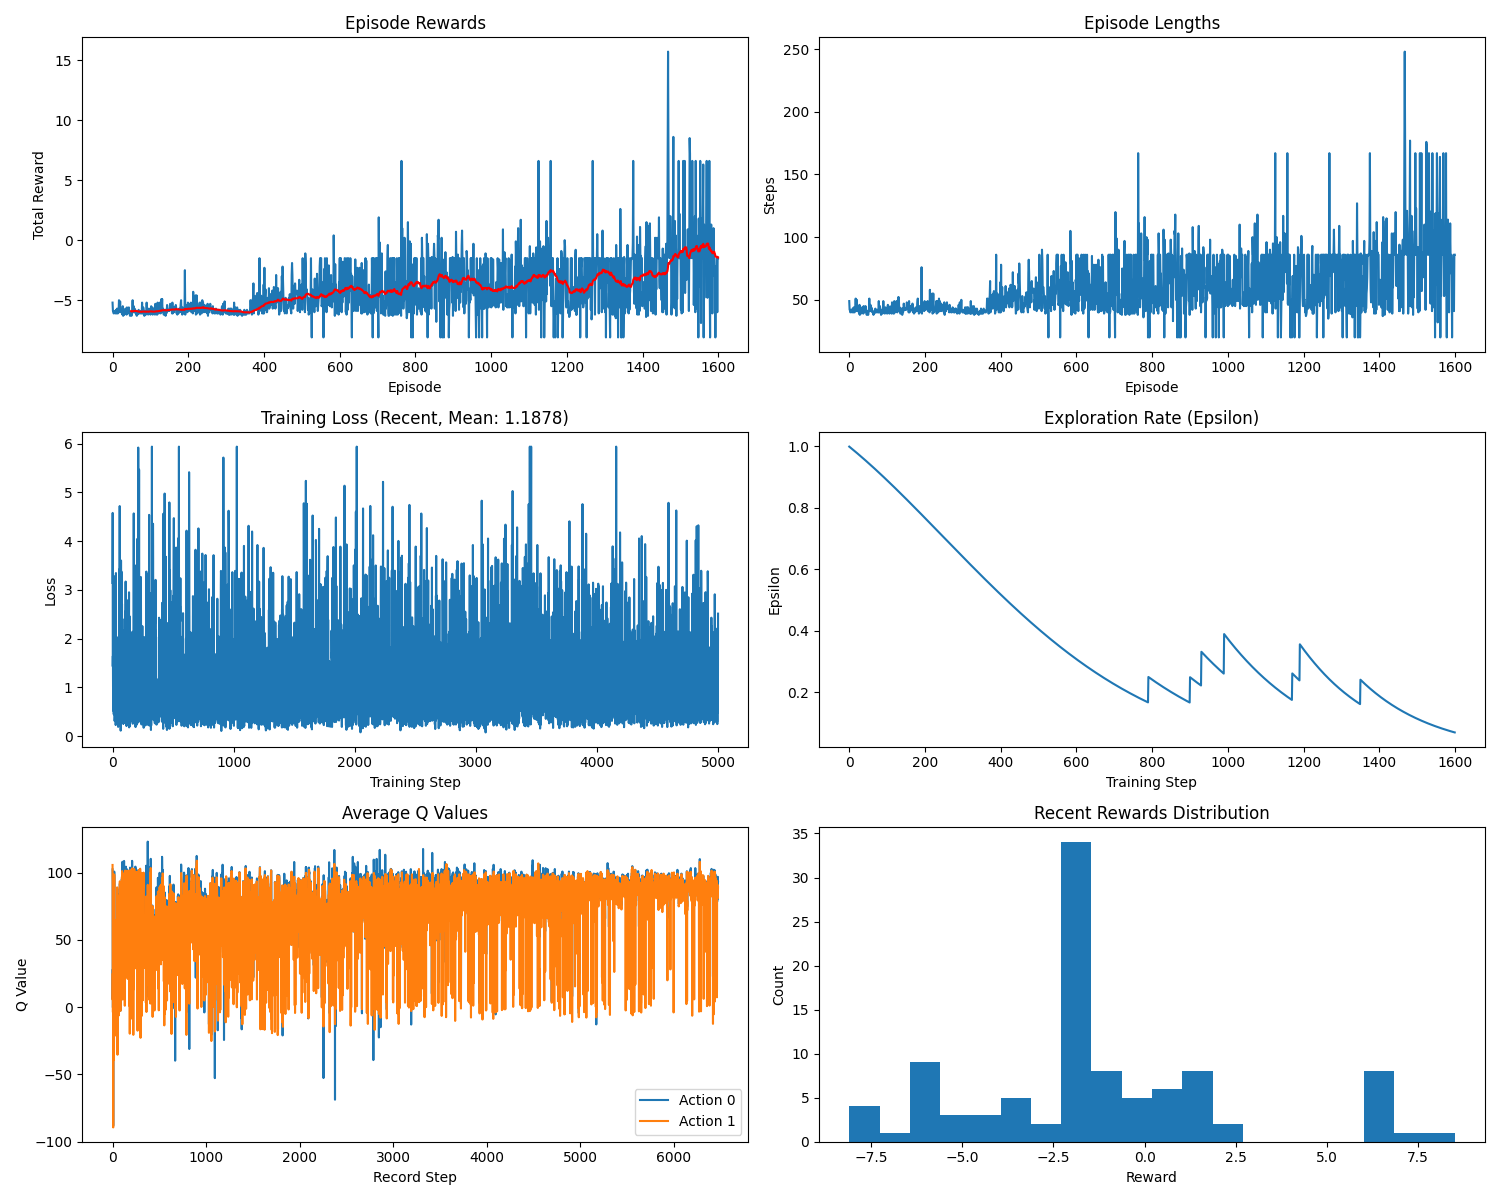 Episode Rewards
Total Reward
15
10
5
0
−5
0 200 400 600 800 1000 1200 1400 1600
Episode
Episode Lengths
Steps
250
200
150
100
50
0 200 400 600 800 1000 1200 1400 1600
Episode
Training Loss (Recent, Mean: 1.1878)
Loss
6
5
4
3
2
1
0
0 1000 2000 3000 4000 5000
Training Step
Exploration Rate (Epsilon)
Epsilon
1.0
0.8
0.6
0.4
0.2
0 200 400 600 800 1000 1200 1400 1600
Training Step
Average Q Values
Q Value
100
50
0
−50
−100
Action 0
Action 1
0 1000 2000 3000 4000 5000 6000
Record Step
Recent Rewards Distribution
Count
35
30
25
20
15
10
5
0
−7.5 −5.0 −2.5 0.0 2.5 5.0 7.5
Reward